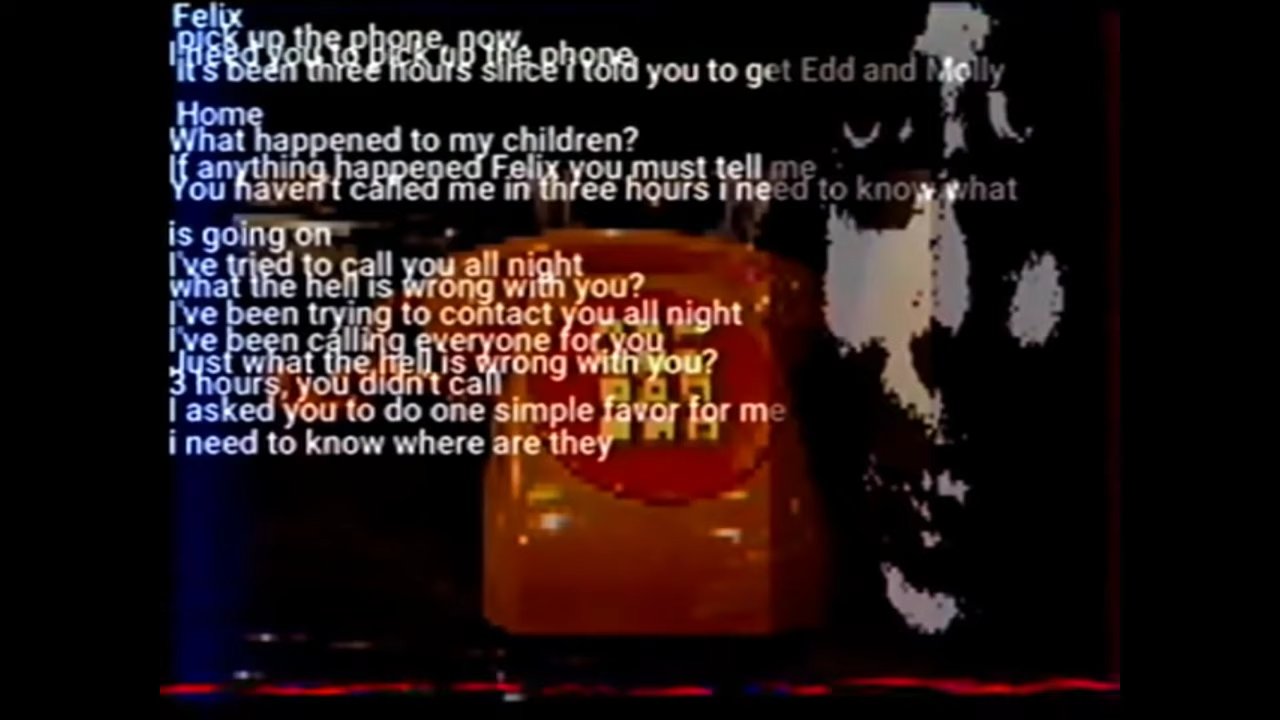 Felix
pick up the phone, now.
I need you to pick up the phone.
It's been three hours since i told you to get Edd and Molly
Home
What happened to my children?
If anything happened Felix you must tell me
You haven't called me in three hours i need to know what
is going on
I've tried to call you all night
what the hell is wrong with you?
I've been trying to contact you all night
I've been calling everyone for you
Just what the hell is wrong with you?
3 hours, you didn't call
I asked you to do one simple favor for me
i need to know where are they